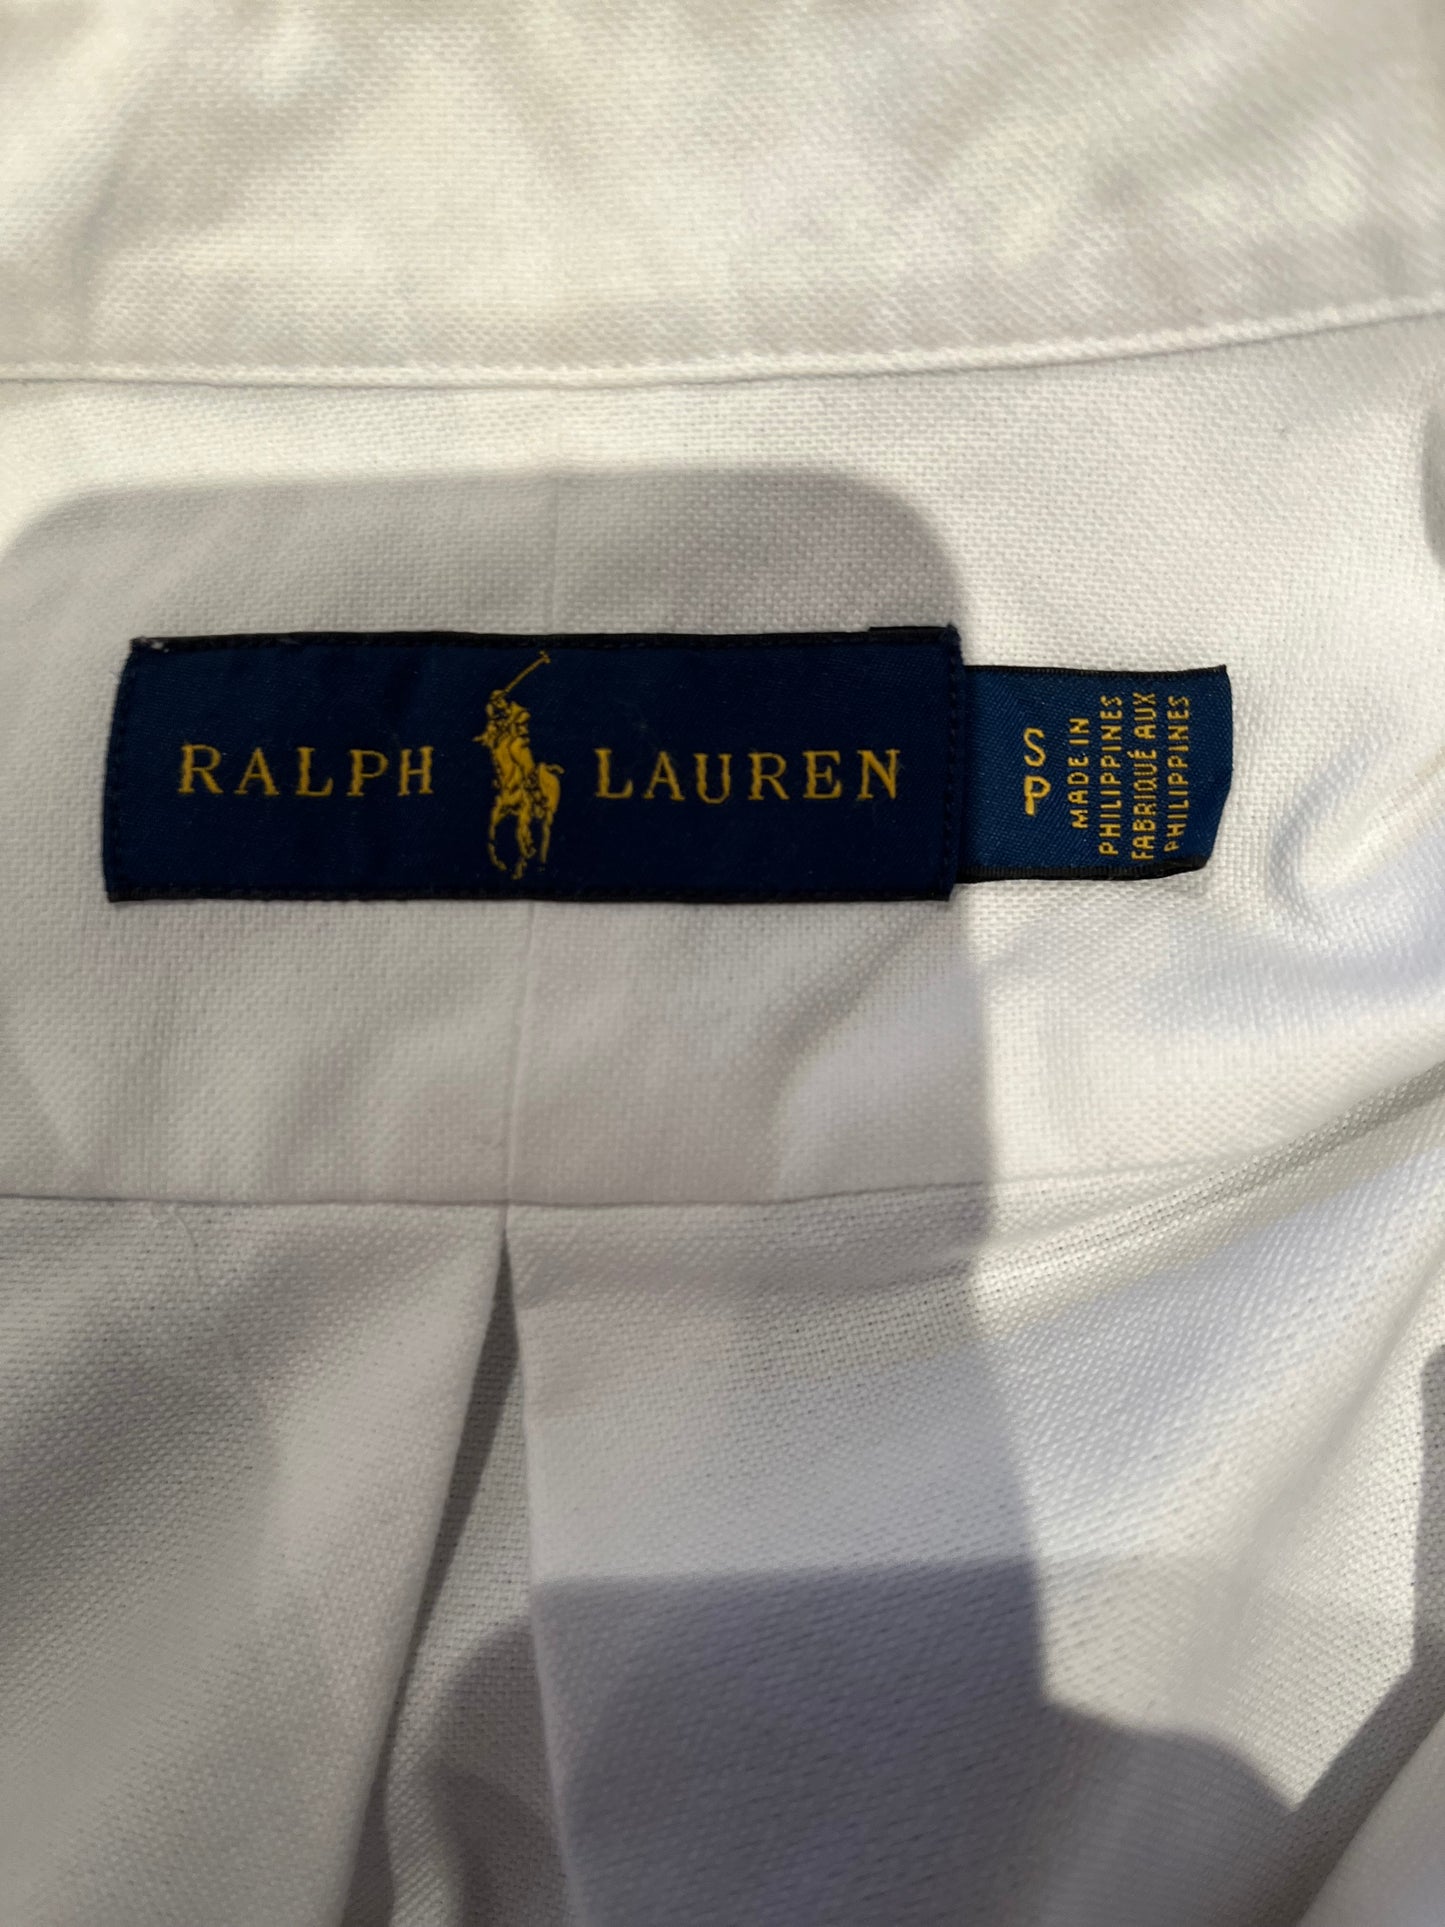 RALPH LAUREN
S
P
MADE IN
PHILIPPINES
FABRIQUÉ AUX
PHILIPPINES